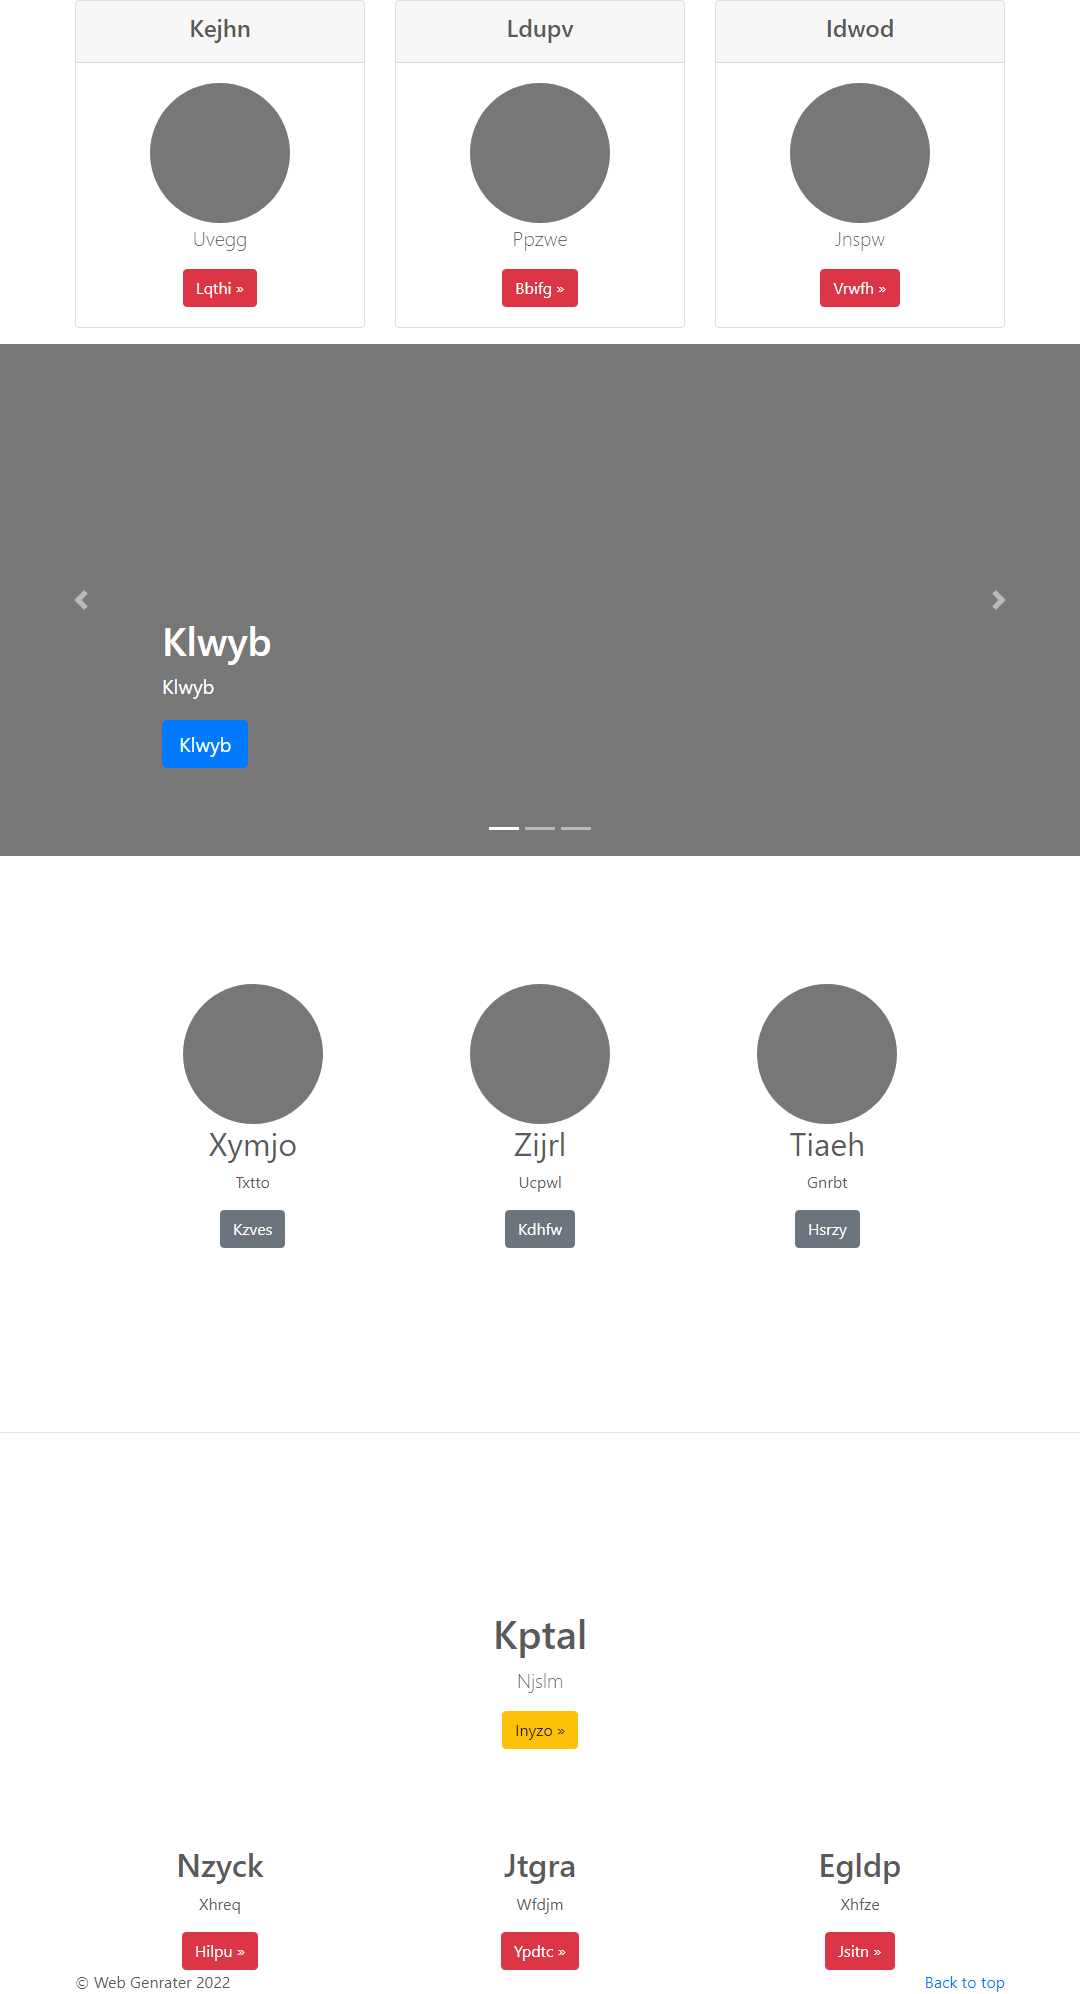 Kejhn
Uvegg
Lqthi »
Ldupv
Ppzwe
Bbifg »
Idwod
Jnspw
Vrwfh »
Klwyb
Klwyb
Klwyb
Xymjo
Txtto
Kzves
Zijrl
Ucpwl
Kdhfw
Tiaeh
Gnrbt
Hsrzy
Kptal
Njslm
Inyzo »
Nzyck
Xhreq
Hilpu »
Jtgra
Wfdjm
Ypdtc »
Egldp
Xhfze
Jsitn »
© Web Genrater 2022
Back to top